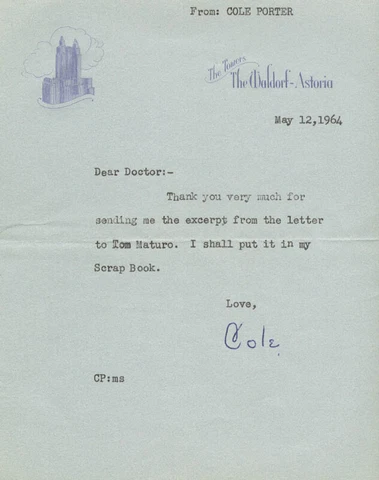 From: COLE PORTER
The Towers
The Waldorf-Astoria
May 12,1964
Dear Doctor:-
Thank you very much for
sending me the excerpt from the letter
to Tom Maturo. I shall put it in my
Scrap Book.
Love,
Cole
CP:ms